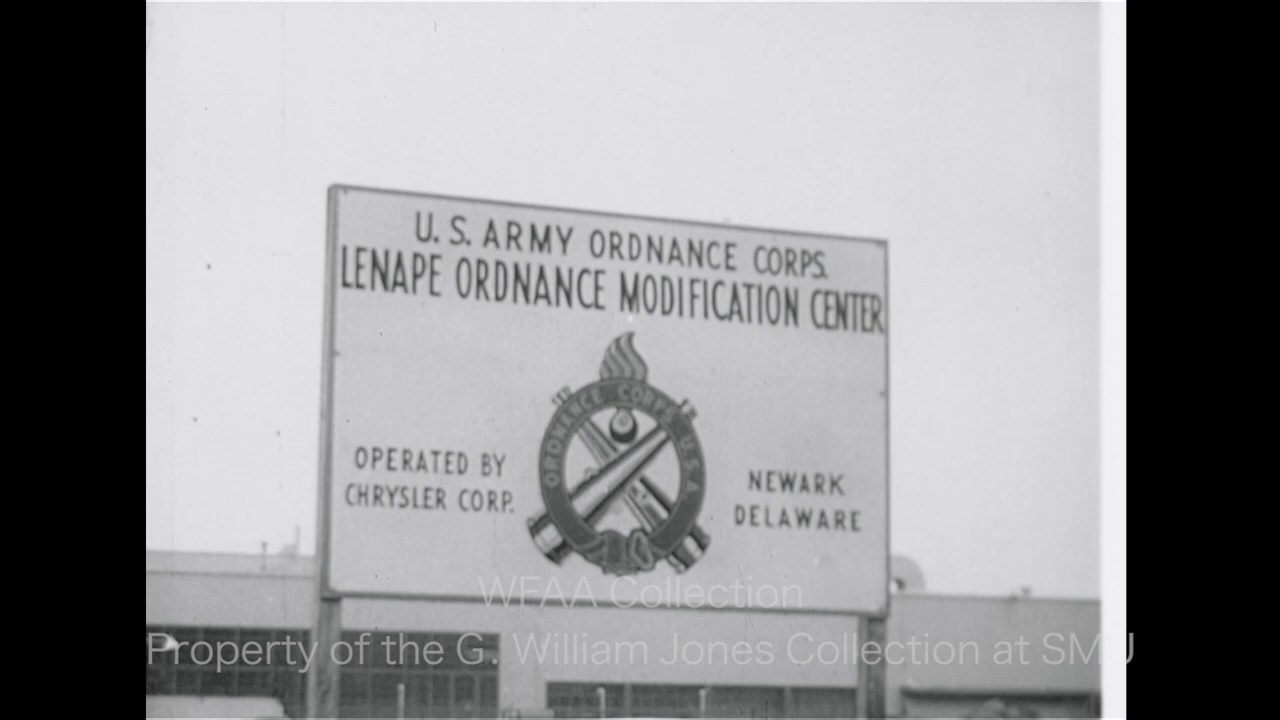 U. S. ARMY ORDNANCE CORPS.
LENAPE ORDNANCE MODIFICATION CENTER
ORDNANCE CORPS U.S.A.
OPERATED BY
CHRYSLER CORP.
NEWARK
DELAWARE
WFAA Collection
Property of the G. William Jones Collection at SMU